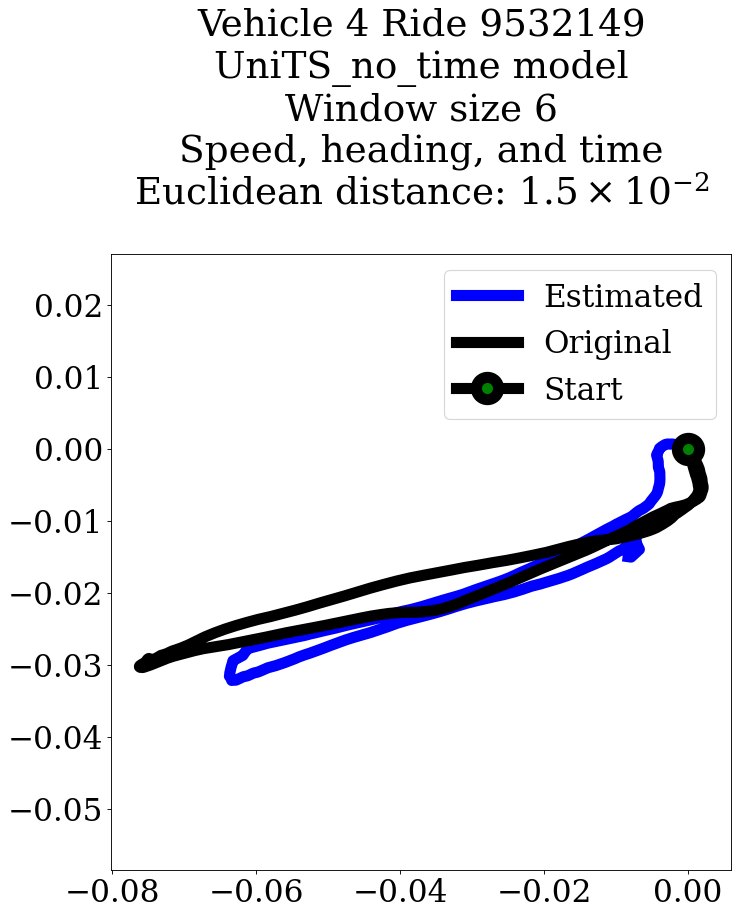 Vehicle 4 Ride 9532149
UniTS_no_time model
Window size 6
Speed, heading, and time
Euclidean distance: 1.5 × 10⁻²
Estimated
Original
Start
0.02
0.01
0.00
−0.01
−0.02
−0.03
−0.04
−0.05
−0.08 −0.06 −0.04 −0.02 0.00